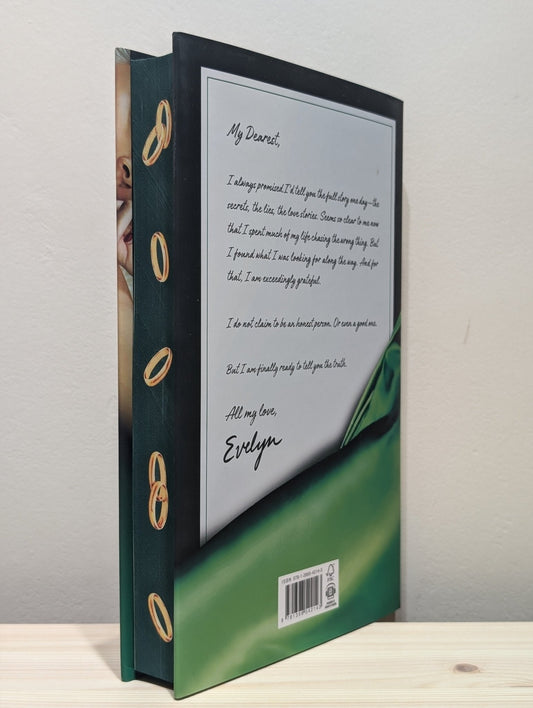 My Dearest,
I always promised I'd tell you the full story one day—the
secrets, the lies, the love stories. Seems so clear to me now
that I spent much of my life chasing the wrong thing. But
I found what I was looking for along the way. And for
that, I am exceedingly grateful.
I do not claim to be an honest person. Or even a good one.
But I am finally ready to tell you the truth.
All my love,
Evelyn